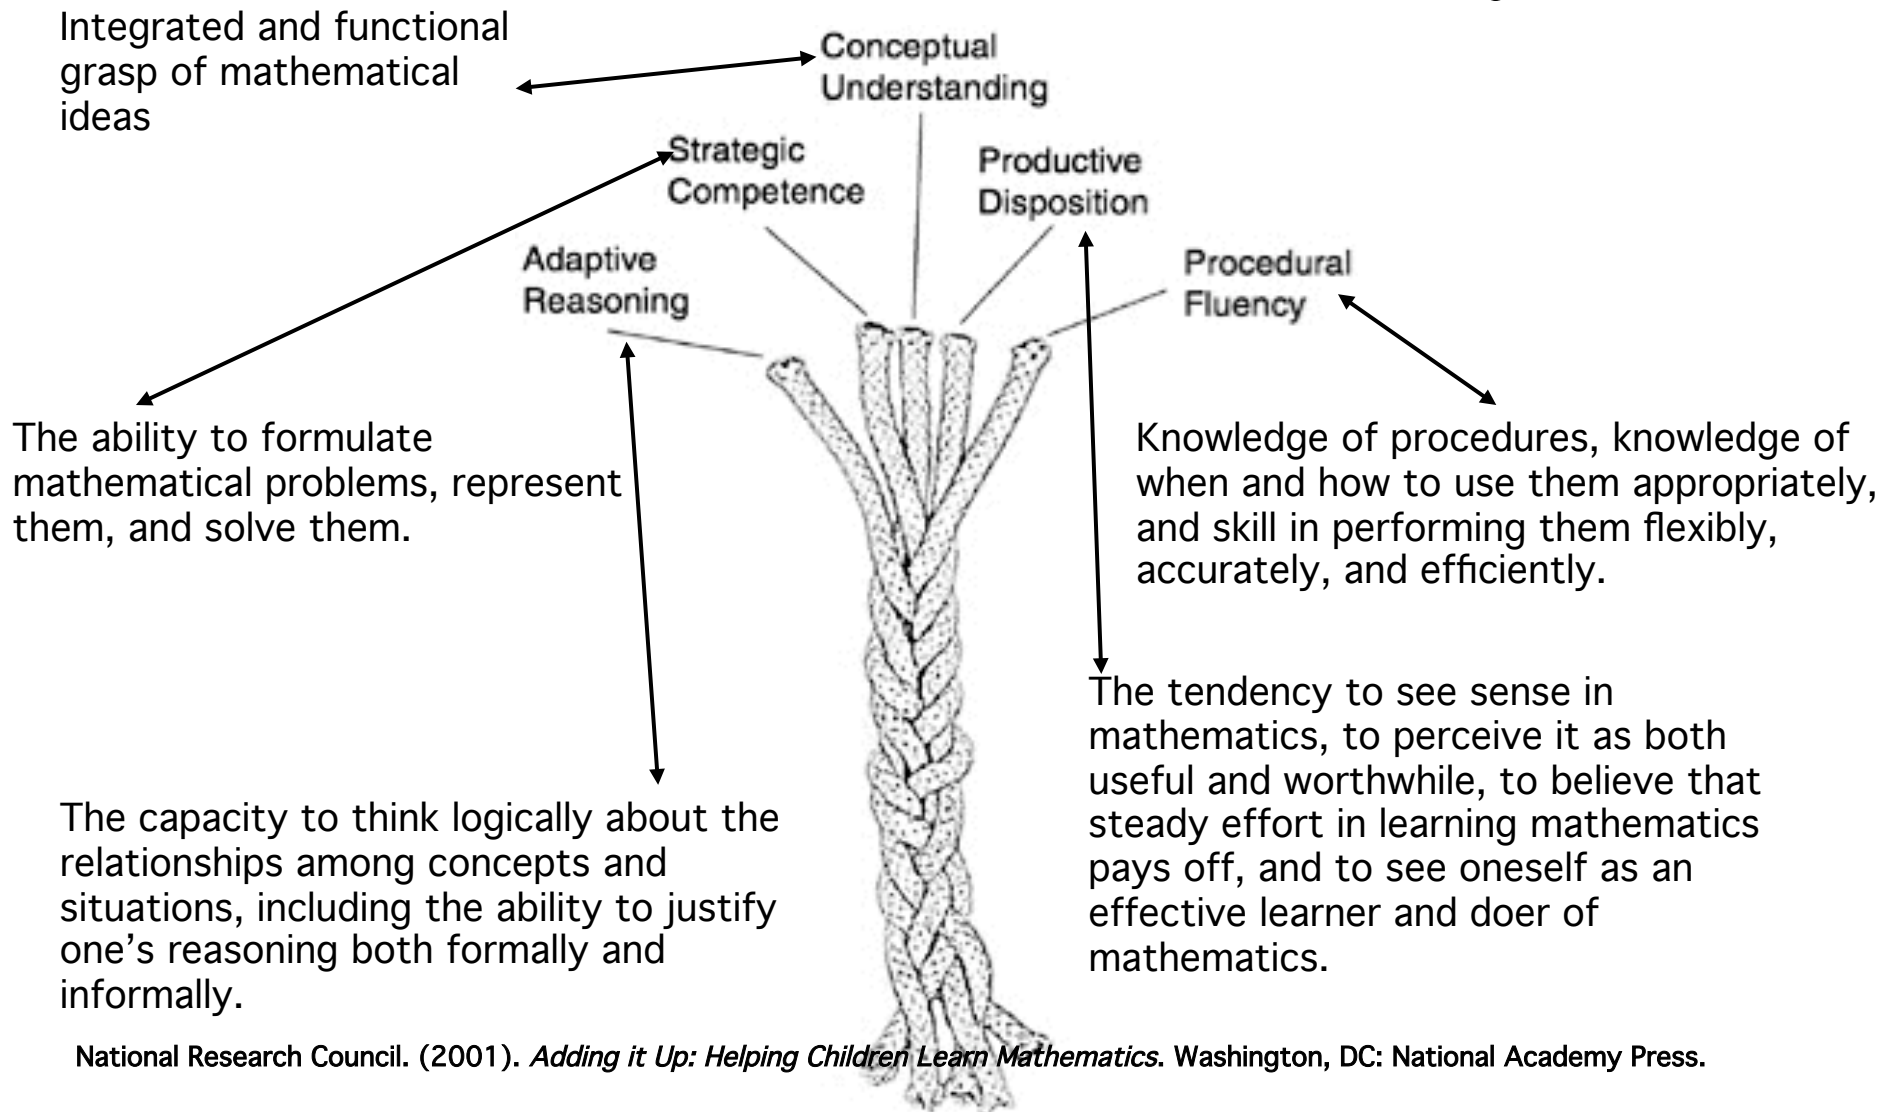 Integrated and functional
grasp of mathematical
ideas
Conceptual
Understanding
Strategic
Competence
Productive
Disposition
Adaptive
Reasoning
Procedural
Fluency
The ability to formulate
mathematical problems, represent
them, and solve them.
Knowledge of procedures, knowledge of
when and how to use them appropriately,
and skill in performing them flexibly,
accurately, and efficiently.
The tendency to see sense in
mathematics, to perceive it as both
useful and worthwhile, to believe that
steady effort in learning mathematics
pays off, and to see oneself as an
effective learner and doer of
mathematics.
The capacity to think logically about the
relationships among concepts and
situations, including the ability to justify
one’s reasoning both formally and
informally.
National Research Council. (2001). Adding it Up: Helping Children Learn Mathematics. Washington, DC: National Academy Press.